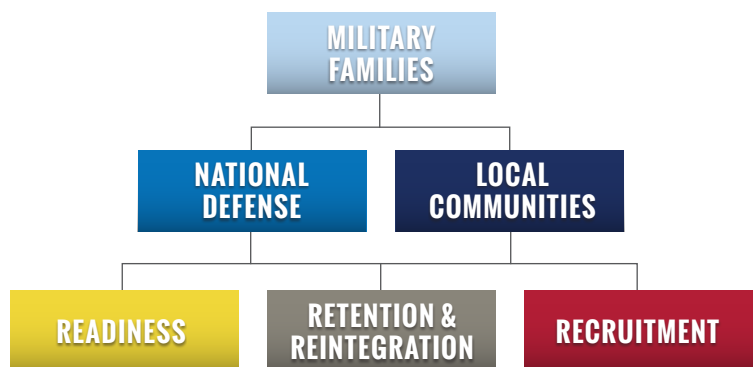 MILITARY
FAMILIES
NATIONAL
DEFENSE
LOCAL
COMMUNITIES
READINESS
RETENTION &
REINTEGRATION
RECRUITMENT